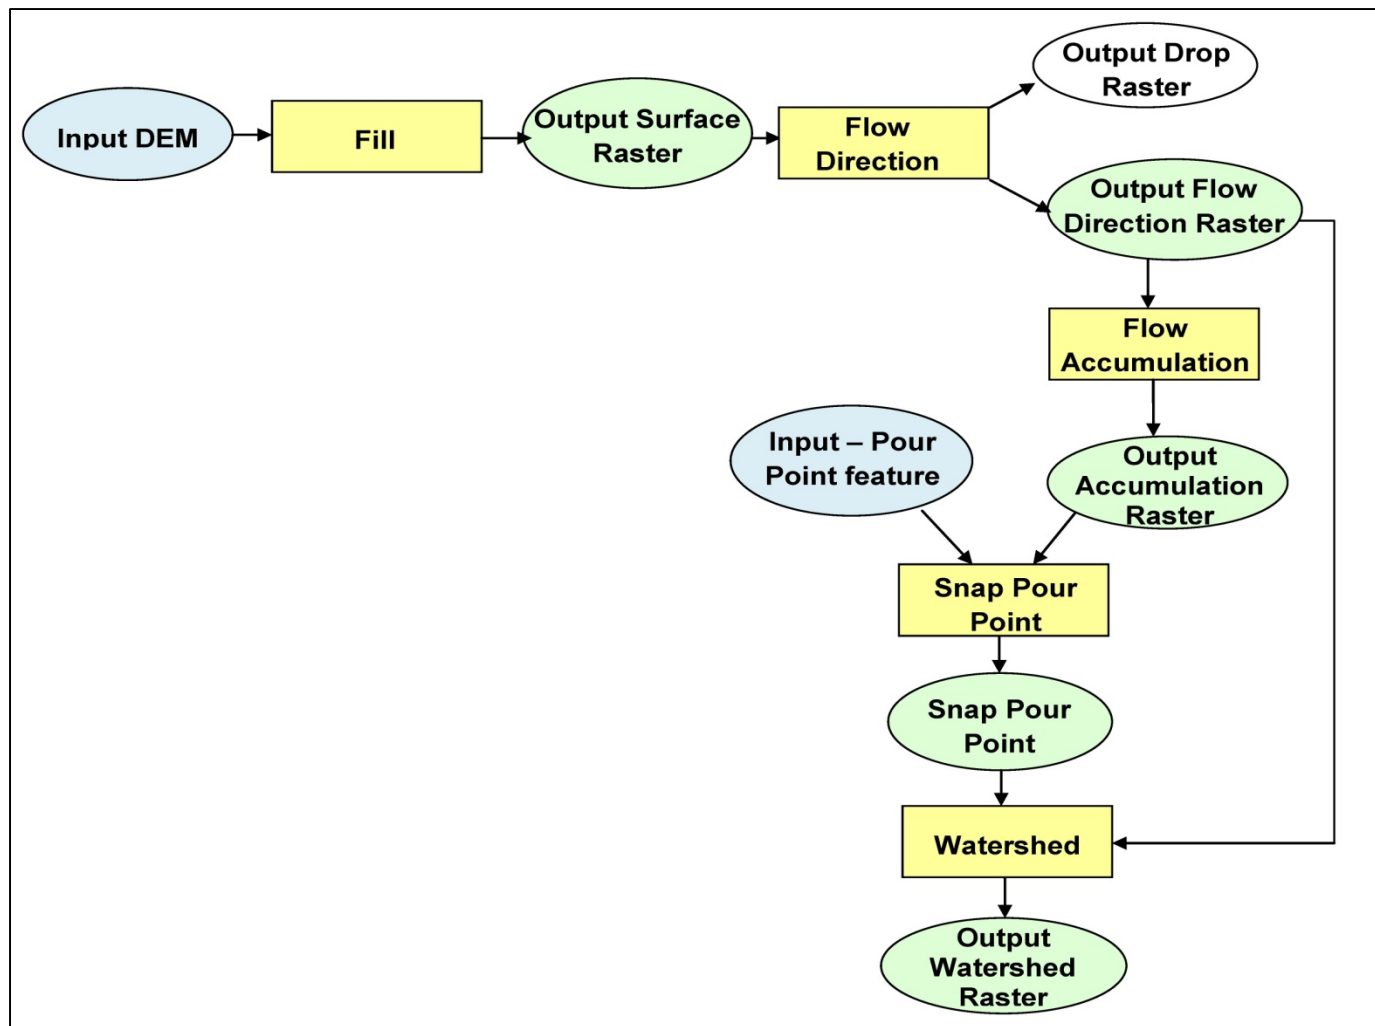 Input DEM
Fill
Output Surface
Raster
Flow
Direction
Output Drop
Raster
Output Flow
Direction Raster
Flow
Accumulation
Input – Pour
Point feature
Output
Accumulation
Raster
Snap Pour
Point
Snap Pour
Point
Watershed
Output
Watershed
Raster